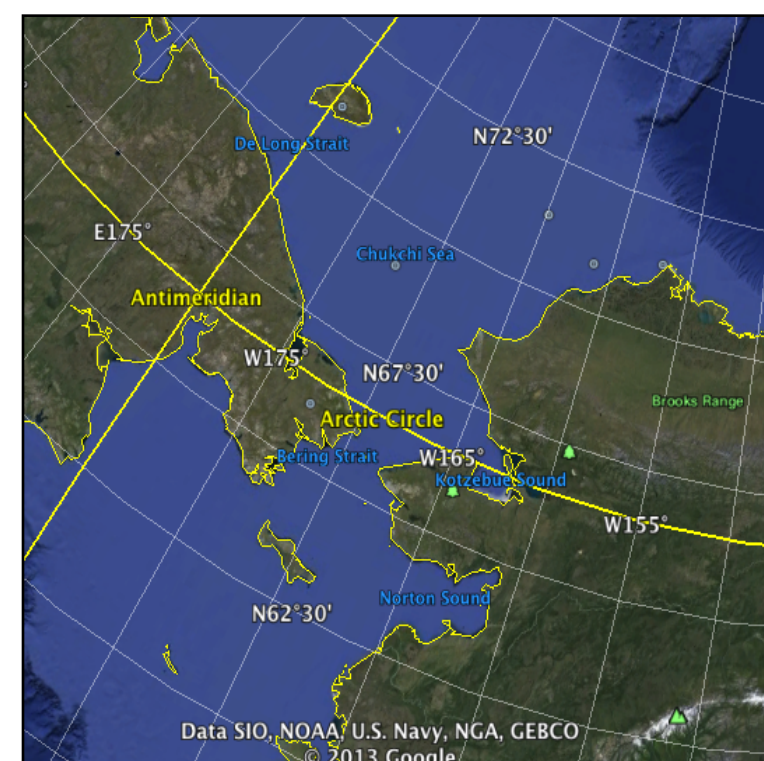 N72°30'
De Long Strait
E175°
Chukchi Sea
Antimeridian
W175°
N67°30'
Brooks Range
Arctic Circle
Bering Strait
W165°
Kotzebue Sound
W155°
Norton Sound
N62°30'
Data SIO, NOAA, U.S. Navy, NGA, GEBCO
© 2013 Google